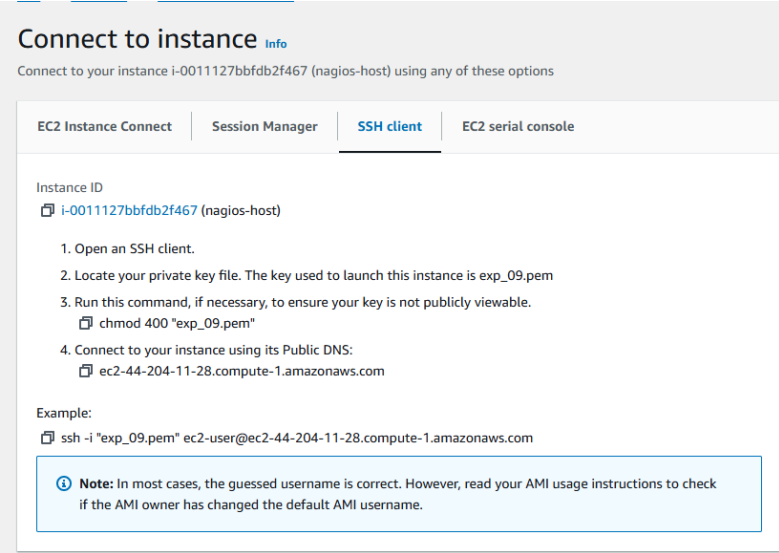 Connect to instance Info
Connect to your instance i-0011127bbfdb2f467 (nagios-host) using any of these options
EC2 Instance Connect Session Manager SSH client EC2 serial console
Instance ID
i-0011127bbfdb2f467 (nagios-host)
1. Open an SSH client.
2. Locate your private key file. The key used to launch this instance is exp_09.pem
3. Run this command, if necessary, to ensure your key is not publicly viewable.
chmod 400 "exp_09.pem"
4. Connect to your instance using its Public DNS:
ec2-44-204-11-28.compute-1.amazonaws.com
Example:
ssh -i "exp_09.pem" ec2-user@ec2-44-204-11-28.compute-1.amazonaws.com
Note: In most cases, the guessed username is correct. However, read your AMI usage instructions to check
if the AMI owner has changed the default AMI username.